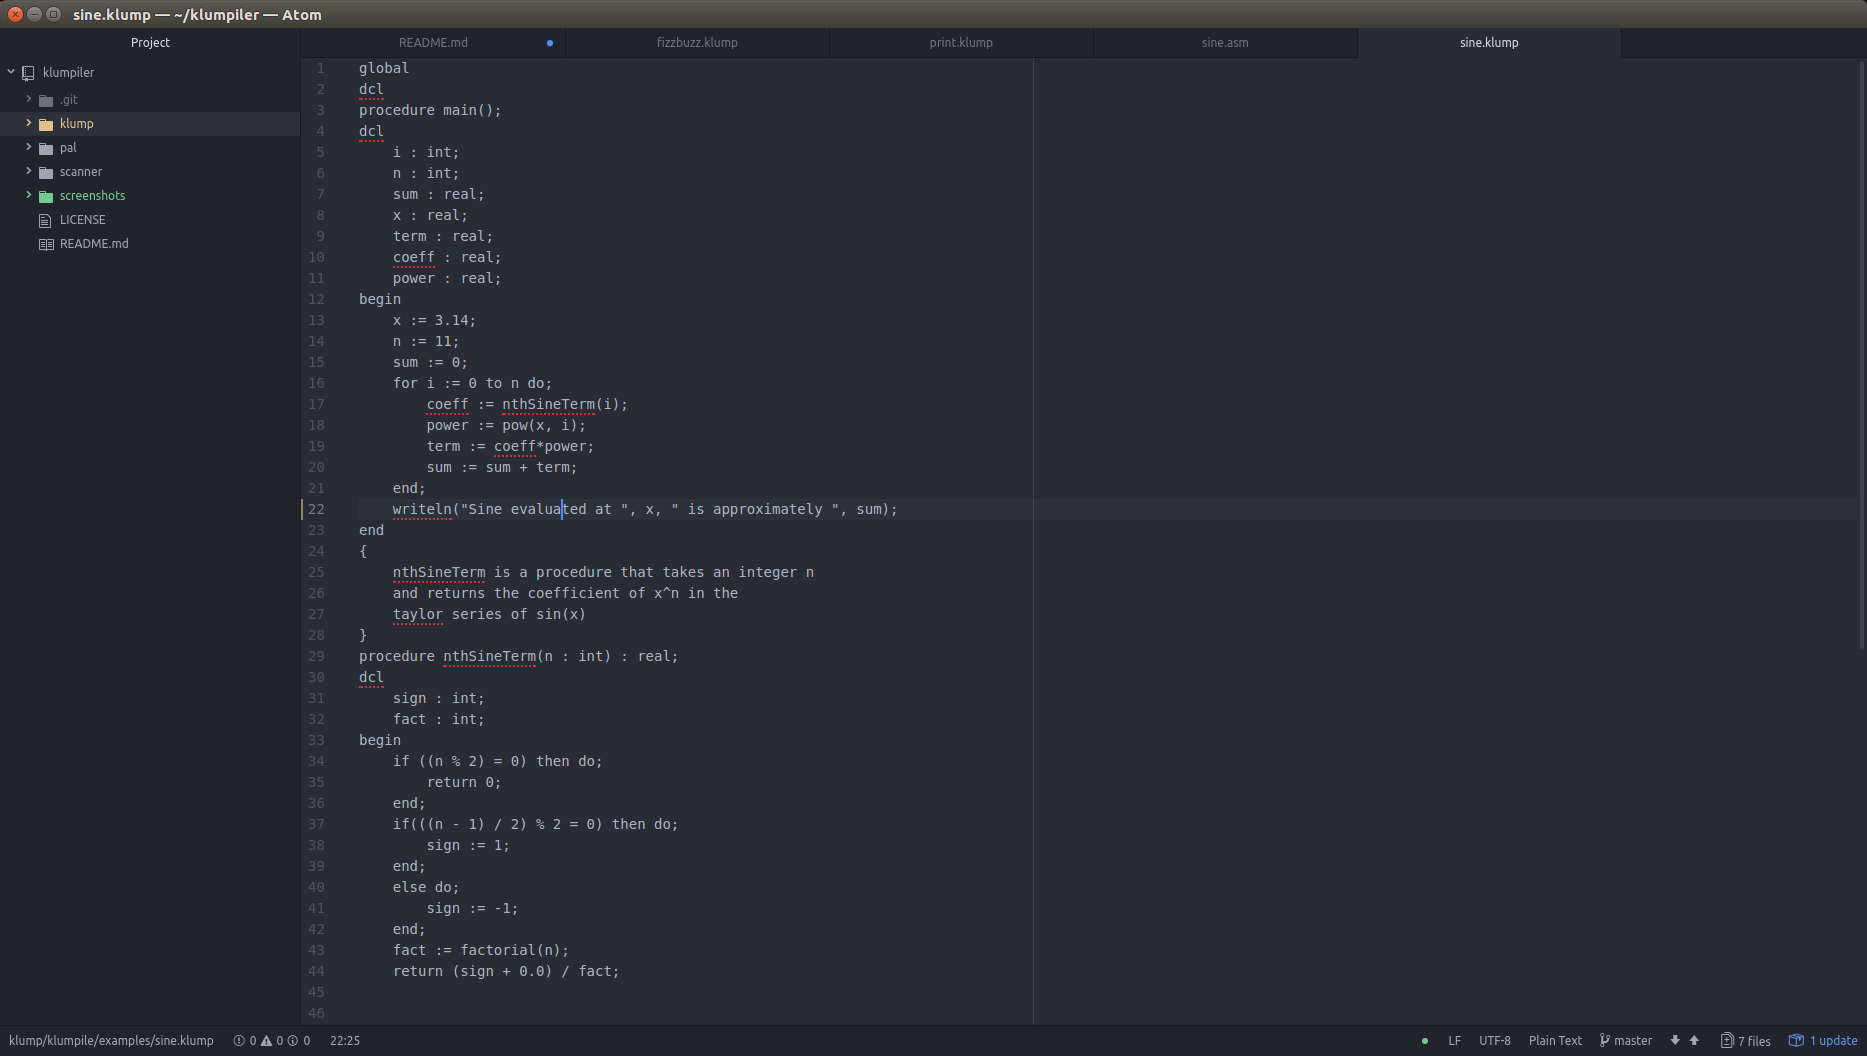 sine.klump — ~/klumpiler — Atom
Project
klumpiler
.git
klump
pal
scanner
screenshots
LICENSE
README.md
README.md fizzbuzz.klump print.klump sine.asm sine.klump
1 global
2 dcl
3 procedure main();
4 dcl
5     i : int;
6     n : int;
7     sum : real;
8     x : real;
9     term : real;
10     coeff : real;
11     power : real;
12 begin
13     x := 3.14;
14     n := 11;
15     sum := 0;
16     for i := 0 to n do;
17         coeff := nthSineTerm(i);
18         power := pow(x, i);
19         term := coeff*power;
20         sum := sum + term;
21     end;
22     writeln("Sine evaluated at ", x, " is approximately ", sum);
23 end
24 {
25     nthSineTerm is a procedure that takes an integer n
26     and returns the coefficient of x^n in the
27     taylor series of sin(x)
28 }
29 procedure nthSineTerm(n : int) : real;
30 dcl
31     sign : int;
32     fact : int;
33 begin
34     if ((n % 2) = 0) then do;
35         return 0;
36     end;
37     if(((n - 1) / 2) % 2 = 0) then do;
38         sign := 1;
39     end;
40     else do;
41         sign := -1;
42     end;
43     fact := factorial(n);
44     return (sign + 0.0) / fact;
45
46
klump/klumpile/examples/sine.klump 0 0 0 22:25 LF UTF-8 Plain Text master 7 files 1 update